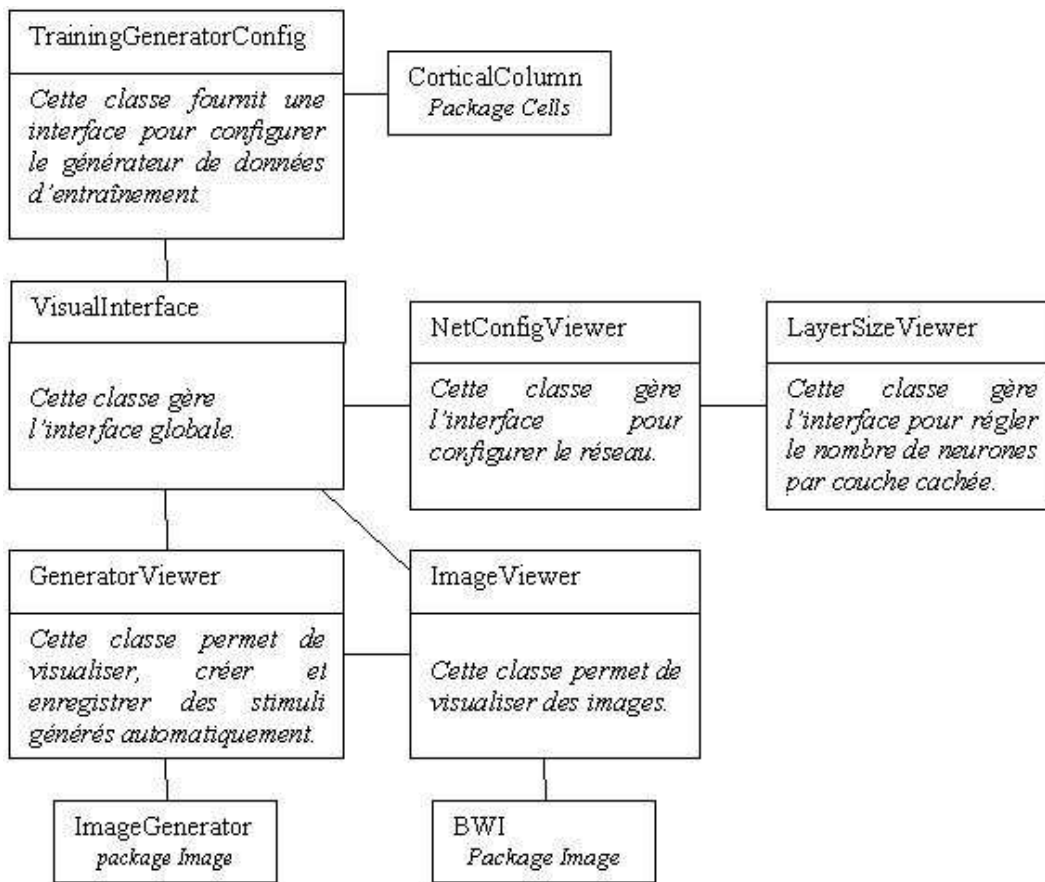 TrainingGeneratorConfig
Cette classe fournit une
interface pour configurer
le générateur de données
d'entraînement.
CorticalColumn
Package Cells
VisualInterface
Cette classe gère
l'interface globale.
NetConfigViewer
Cette classe gère
l'interface pour
configurer le réseau.
LayerSizeViewer
Cette classe gère
l'interface pour régler
le nombre de neurones
par couche cachée.
GeneratorViewer
Cette classe permet de
visualiser, créer et
enregistrer des stimuli
générés automatiquement.
ImageViewer
Cette classe permet de
visualiser des images.
ImageGenerator
package Image
BWI
Package Image